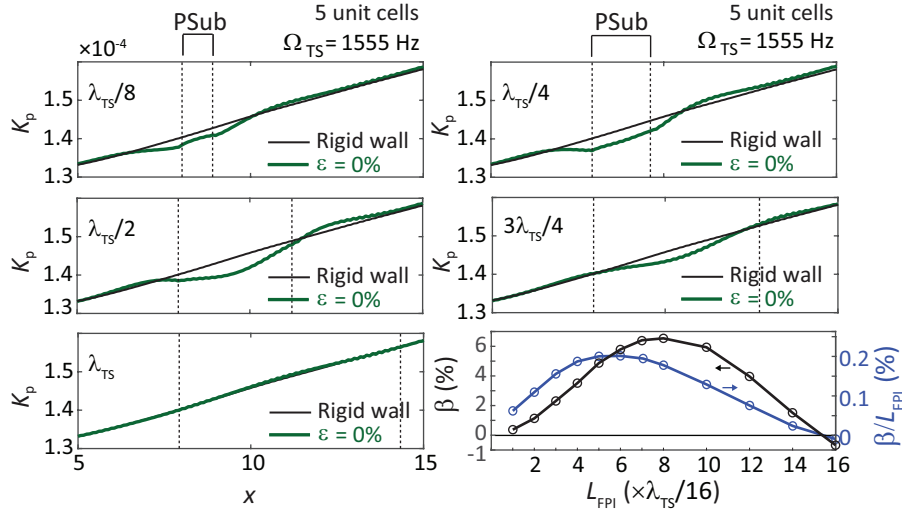 5 unit cells
PSub
Ω_TS = 1555 Hz
×10⁻⁴
λ_TS/8
1.5
1.4
1.3
K_p
Rigid wall
ε = 0%
5 unit cells
PSub
Ω_TS = 1555 Hz
λ_TS/4
1.5
1.4
1.3
K_p
Rigid wall
ε = 0%
λ_TS/2
1.5
1.4
1.3
K_p
Rigid wall
ε = 0%
3λ_TS/4
1.5
1.4
1.3
K_p
Rigid wall
ε = 0%
λ_TS
1.5
1.4
1.3
K_p
Rigid wall
ε = 0%
5 10 15
x
6
4
2
0
-1
β (%)
0.2
0.1
0
β/L_FPI (%)
2 4 6 8 10 12 14 16
L_FPI (×λ_TS/16)